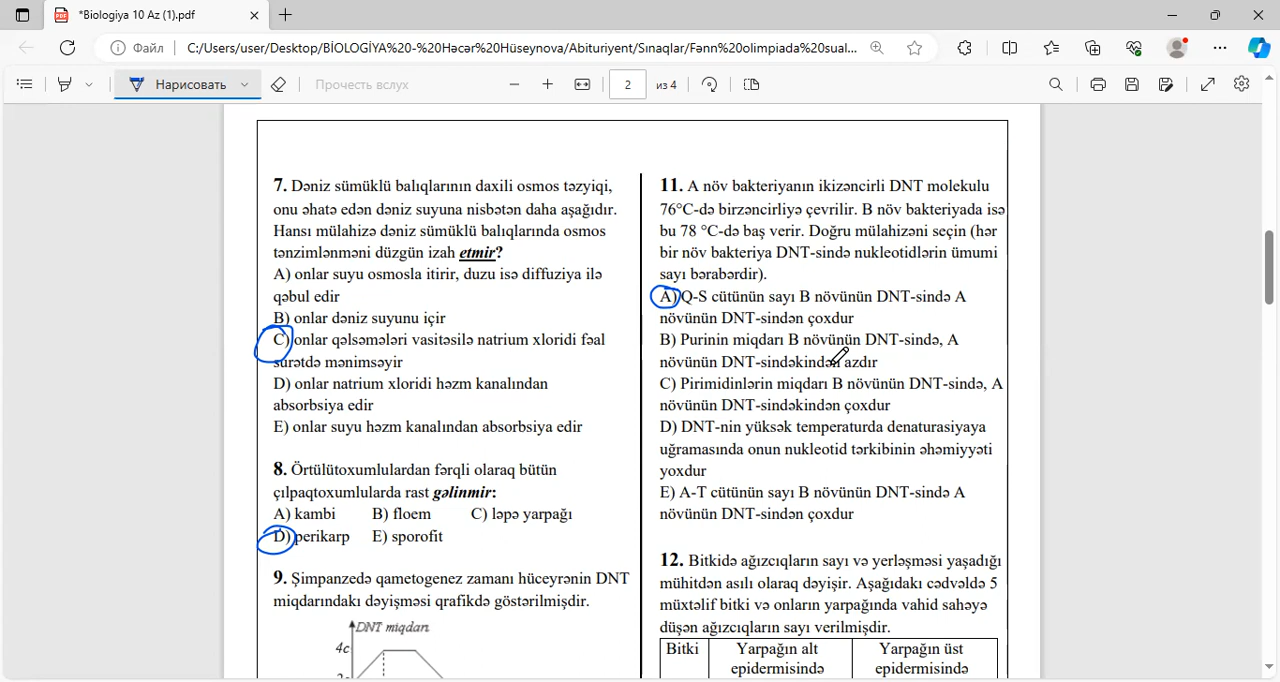 *Biologiya 10 Az (1).pdf
Файл
C:/Users/user/Desktop/BİOLOGİYA%20-%20Həcər%20Hüseynova/Abituriyent/Sınaqlar/Fənn%20olimpiada%20sual...
Нарисовать
Прочесть вслух
2
из 4
7. Dəniz sümüklü balıqlarının daxili osmos təzyiqi,
onu əhatə edən dəniz suyuna nisbətən daha aşağıdır.
Hansı mülahizə dəniz sümüklü balıqlarında osmos
tənzimlənməni düzgün izah etmir?
A) onlar suyu osmosla itirir, duzu isə diffuziya ilə
qəbul edir
B) onlar dəniz suyunu içir
C) onlar qəlsəmələri vasitəsilə natrium xloridi fəal
surətdə mənimsəyir
D) onlar natrium xloridi həzm kanalından
absorbsiya edir
E) onlar suyu həzm kanalından absorbsiya edir
8. Örtülütoxumlulardan fərqli olaraq bütün
çılpaqtoxumlularda rast gəlinmir:
A) kambi B) floem C) ləpə yarpağı
D) perikarp E) sporofit
9. Şimpanzedə qametogenez zamanı hüceyrənin DNT
miqdarındakı dəyişməsi qrafikdə göstərilmişdir.
DNT miqdarı
4c
11. A növ bakteriyanın ikizəncirli DNT molekulu
76°C-də birzəncirliyə çevrilir. B növ bakteriyada isə
bu 78 °C-də baş verir. Doğru mülahizəni seçin (hər
bir növ bakteriya DNT-sində nukleotidlərin ümumi
sayı bərabərdir).
A) Q-S cütünün sayı B növünün DNT-sində A
növünün DNT-sindən çoxdur
B) Purinin miqdarı B növünün DNT-sində, A
növünün DNT-sindəkindən azdır
C) Pirimidinlərin miqdarı B növünün DNT-sində, A
növünün DNT-sindəkindən çoxdur
D) DNT-nin yüksək temperaturda denaturasiyaya
uğramasında onun nukleotid tərkibinin əhəmiyyəti
yoxdur
E) A-T cütünün sayı B növünün DNT-sində A
növünün DNT-sindən çoxdur
12. Bitkidə ağızcıqların sayı və yerləşməsi yaşadığı
mühitdən asılı olaraq dəyişir. Aşağıdakı cədvəldə 5
müxtəlif bitki və onların yarpağında vahid sahəyə
düşən ağızcıqların sayı verilmişdir.
Bitki Yarpağın alt Yarpağın üst
epidermisində epidermisində